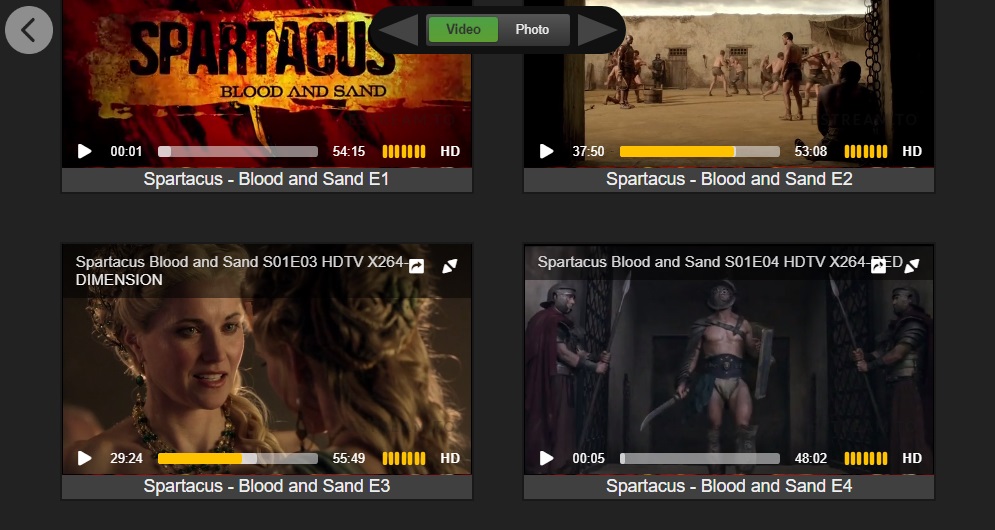 Video Photo
SPARTACUS
BLOOD AND SAND
00:01 54:15 HD
37:50 53:08 HD
Spartacus - Blood and Sand E1
Spartacus - Blood and Sand E2
Spartacus Blood and Sand S01E03 HDTV X264-
DIMENSION
Spartacus Blood and Sand S01E04 HDTV X264-RED
29:24 55:49 HD
00:05 48:02 HD
Spartacus - Blood and Sand E3
Spartacus - Blood and Sand E4